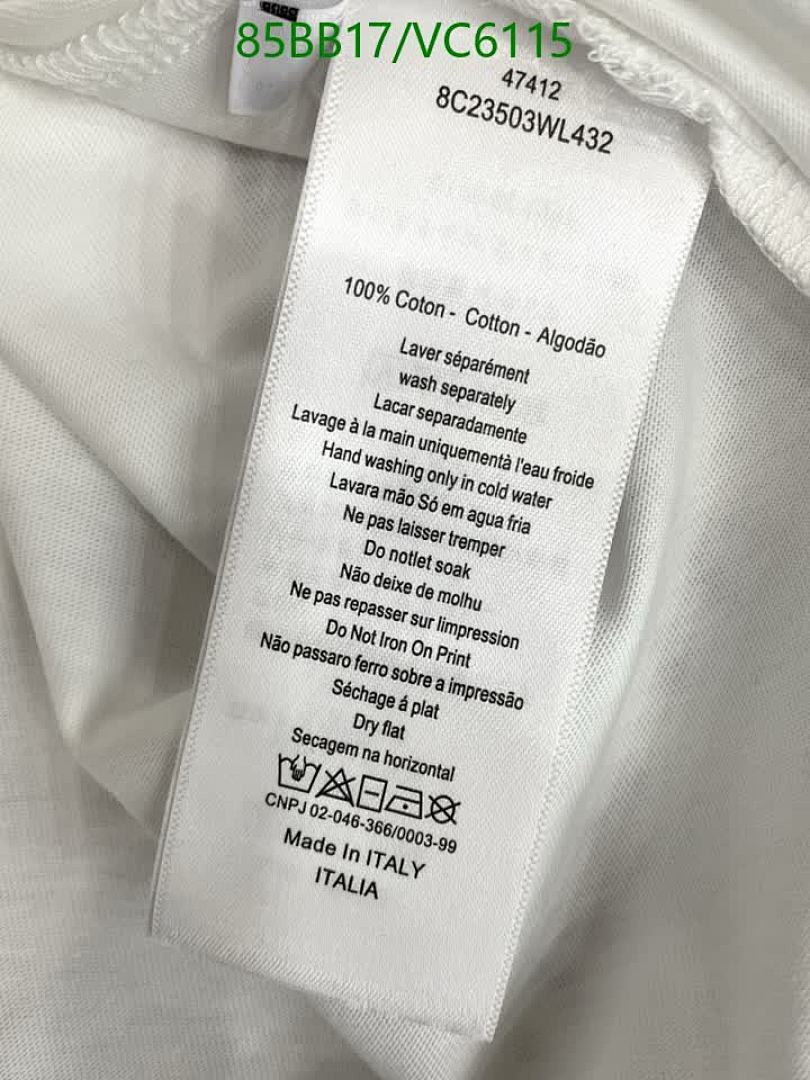 85BB17/VC6115
47412
8C23503WL432
100% Coton - Cotton - Algodão
Laver séparément
wash separately
Lacar separadamente
Lavage à la main uniquementà l'eau froide
Hand washing only in cold water
Lavara mão Só em agua fria
Ne pas laisser tremper
Do notlet soak
Não deixe de molhu
Ne pas repasser sur limpression
Do Not Iron On Print
Não passaro ferro sobre a impressão
Séchage á plat
Dry flat
Secagem na horizontal
CNPJ 02-046-366/0003-99
Made In ITALY
ITALIA